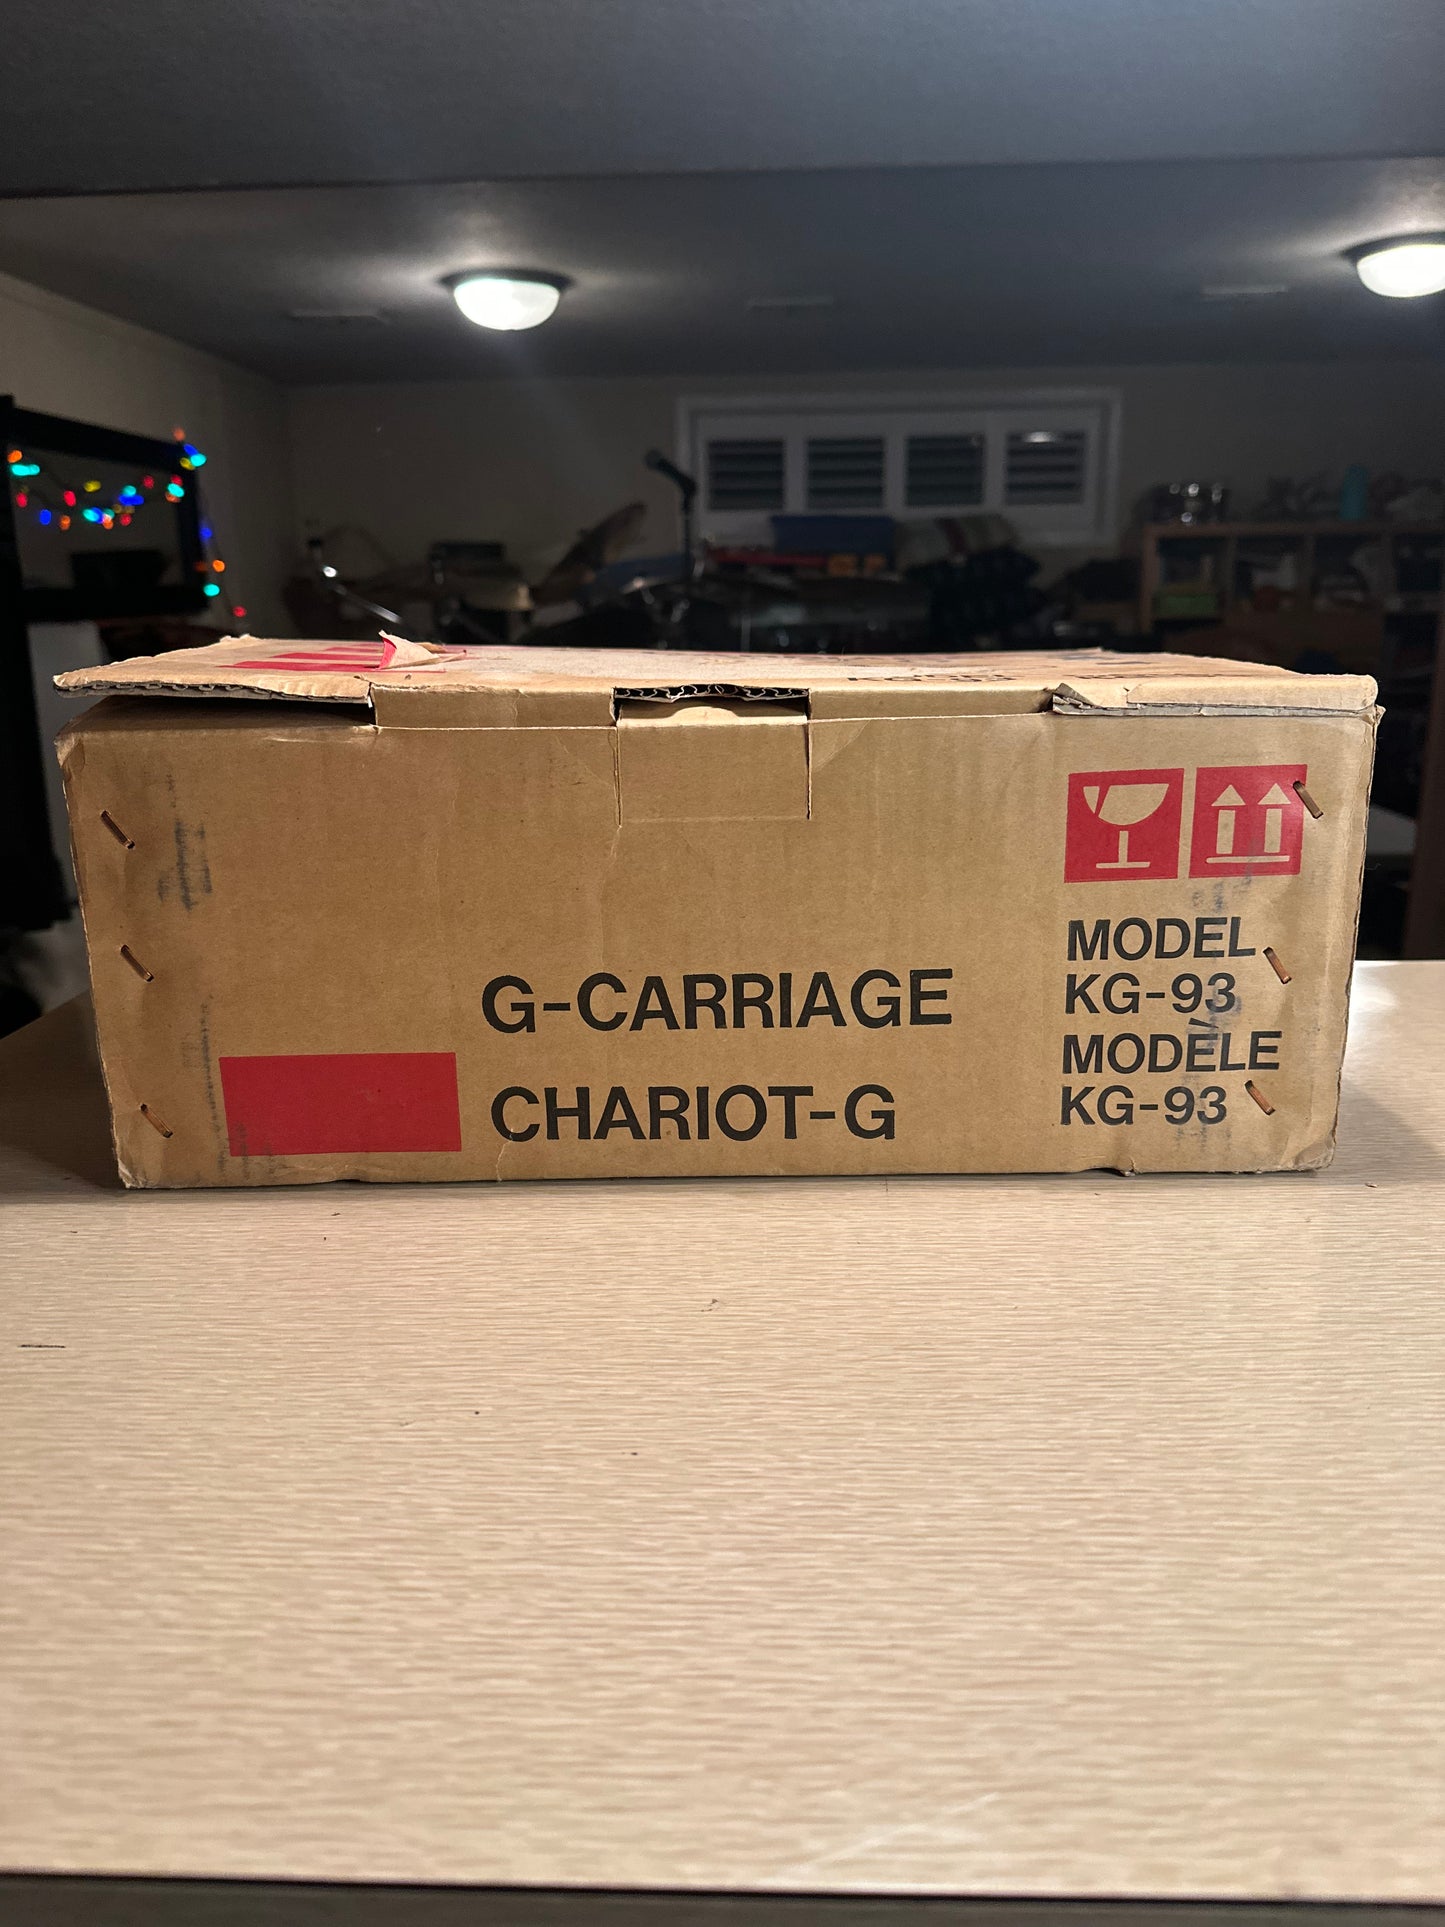 G-CARRIAGE
CHARIOT-G
MODEL
KG-93
MODÈLE
KG-93